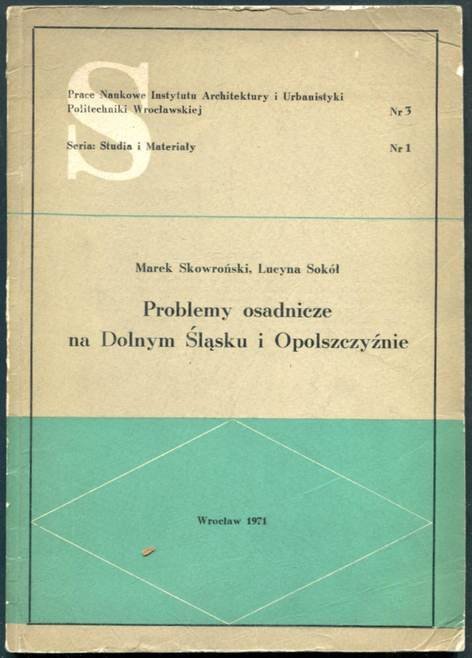 S
Prace Naukowe Instytutu Architektury i Urbanistyki
Politechniki Wrocławskiej Nr 3
Seria: Studia i Materiały Nr 1
Marek Skowroński, Lucyna Sokół
Problemy osadnicze
na Dolnym Śląsku i Opolszczyźnie
Wrocław 1971